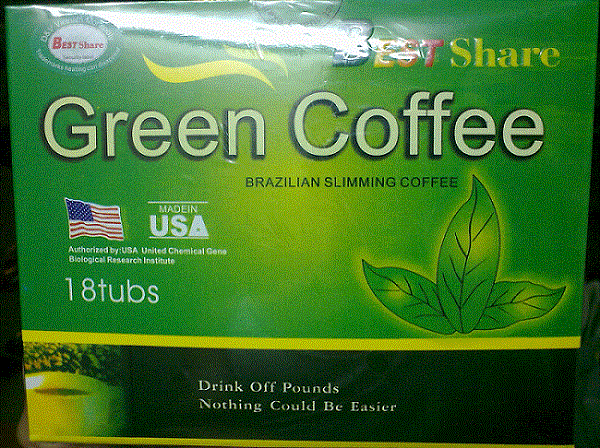 BEST Share
BEST Share
Green Coffee
BRAZILIAN SLIMMING COFFEE
MADE IN
USA
Authorized by:USA United Chemical Gene
Biological Research Institute
18tubs
Drink Off Pounds
Nothing Could Be Easier